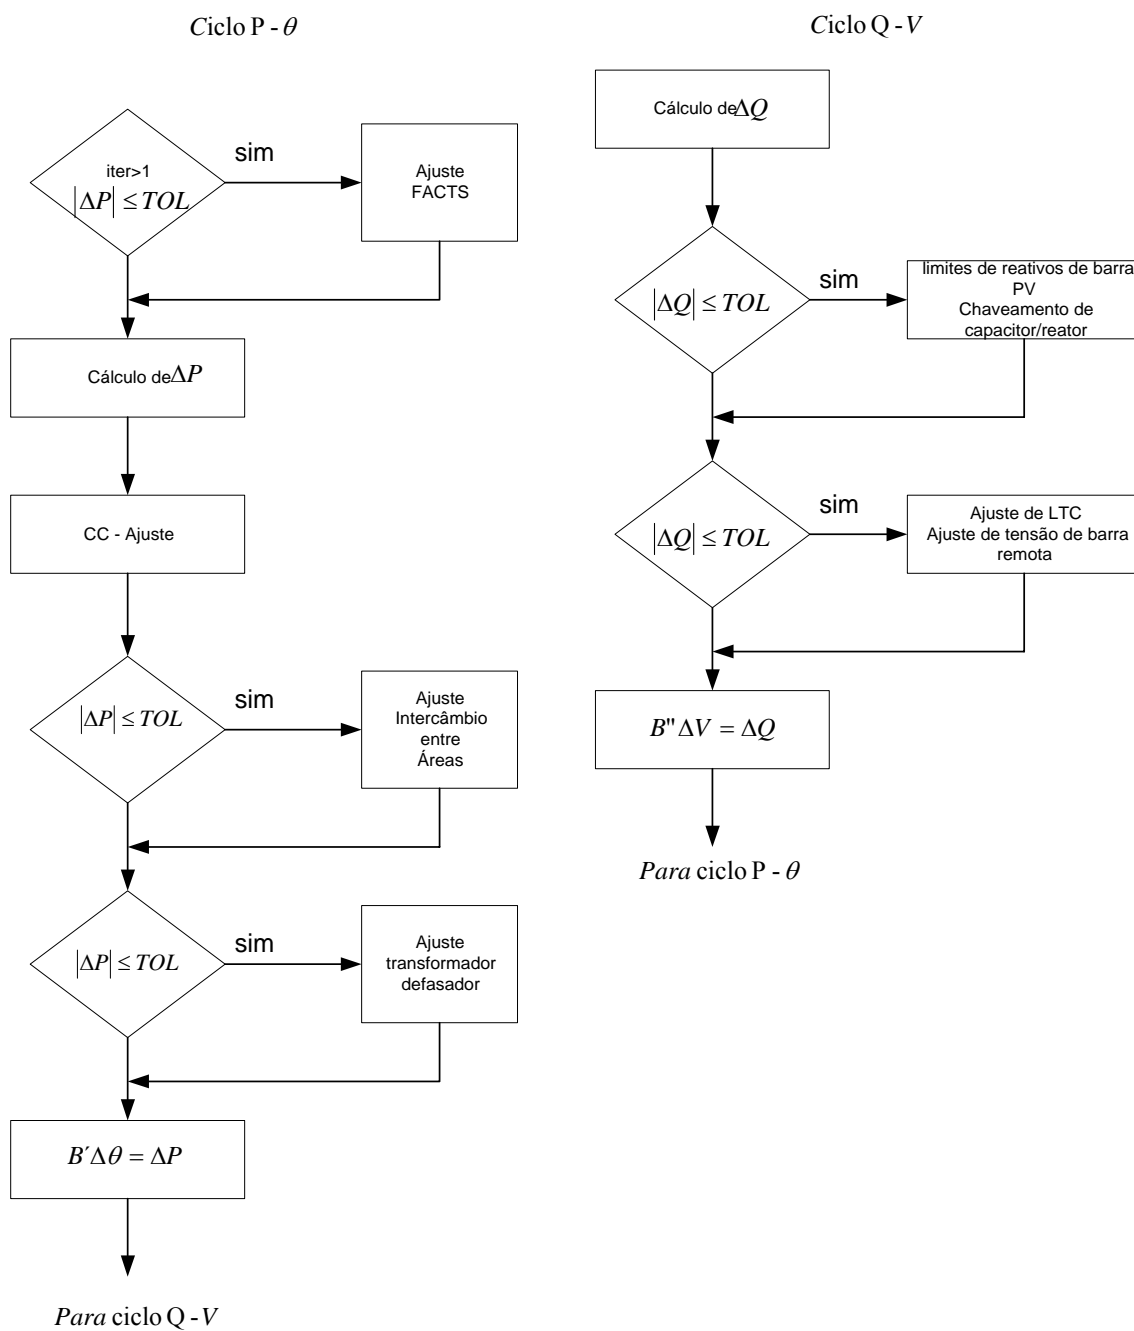 Ciclo P - θ
iter>1
|ΔP| ≤ TOL
sim
Ajuste
FACTS
Cálculo de ΔP
CC - Ajuste
|ΔP| ≤ TOL
sim
Ajuste
Intercâmbio
entre
Áreas
|ΔP| ≤ TOL
sim
Ajuste
transformador
defasador
B´Δθ = ΔP
Para ciclo Q - V
Ciclo Q - V
Cálculo de ΔQ
|ΔQ| ≤ TOL
sim
limites de reativos de barra
PV
Chaveamento de
capacitor/reator
|ΔQ| ≤ TOL
sim
Ajuste de LTC
Ajuste de tensão de barra
remota
B" ΔV = ΔQ
Para ciclo P - θ